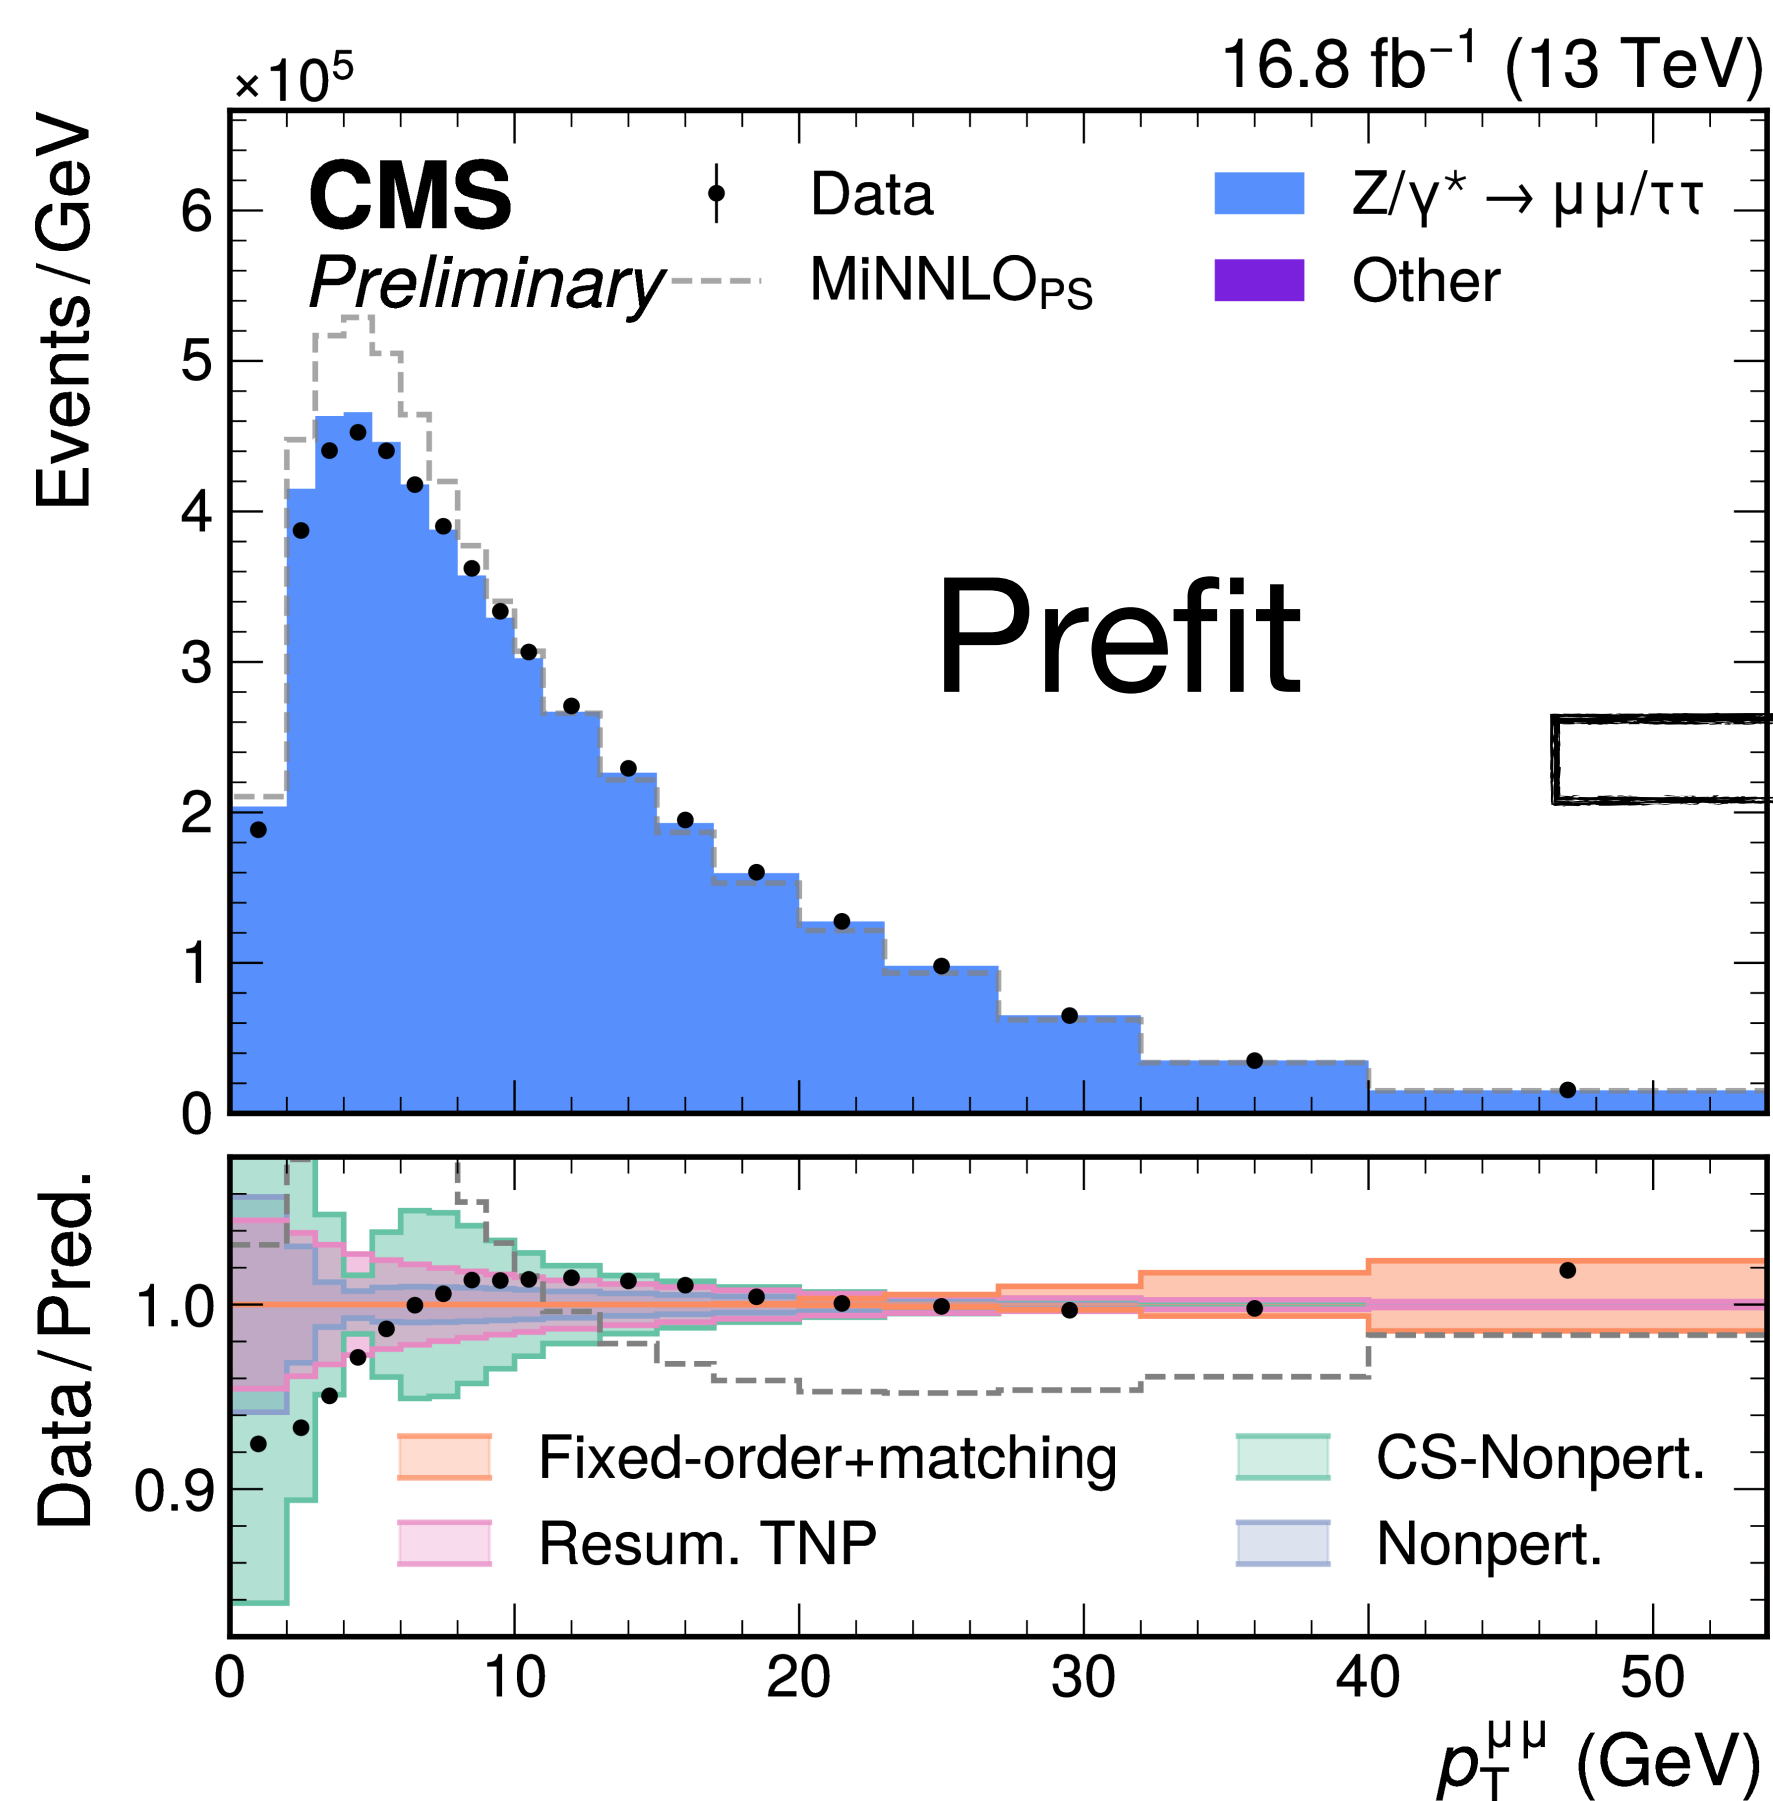 ×10⁵
16.8 fb⁻¹ (13 TeV)
Events/GeV
CMS
Preliminary
Data
Z/γ* → μμ/ττ
MiNNLO_PS
Other
6
5
4
3
2
1
0
Prefit
Data/Pred.
1.0
0.9
Fixed-order+matching
CS-Nonpert.
Resum. TNP
Nonpert.
0 10 20 30 40 50
p_T^μμ (GeV)